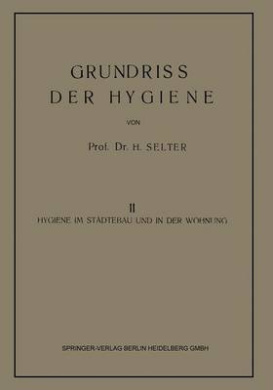 GRUNDRISS
DER HYGIENE
VON
Prof. Dr. H. SELTER
II
HYGIENE IM STÄDTEBAU UND IN DER WOHNUNG
SPRINGER-VERLAG BERLIN HEIDELBERG GMBH